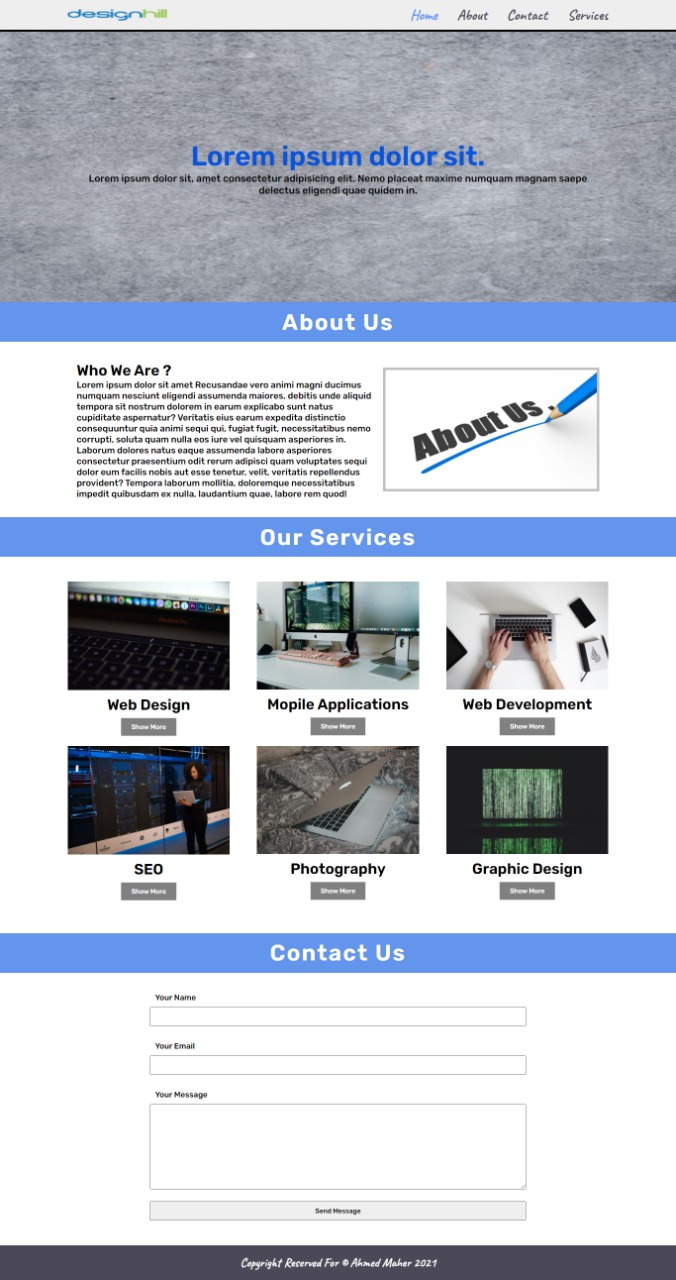 designhill
Home About Contact Services
Lorem ipsum dolor sit.
Lorem ipsum dolor sit, amet consectetur adipisicing elit. Nemo placeat maxime numquam magnam saepe
delectus eligendi quae quidem in.
About Us
Who We Are ?
Lorem ipsum dolor sit amet Recusandae vero animi magni ducimus
numquam nesciunt eligendi assumenda maiores, debitis unde aliquid
tempora sit nostrum dolorem in earum explicabo sunt natus
cupiditate aspernatur? Veritatis eius earum expedita distinctio
consequuntur quia animi sequi qui, fugiat fugit, necessitatibus nemo
corrupti, soluta quam nulla eos iure vel quisquam asperiores in.
Laborum dolores natus eaque assumenda labore asperiores
consectetur praesentium odit rerum adipisci quam voluptates sequi
dolor eum facilis nobis aut esse tenetur, velit, veritatis repellendus
provident? Tempora laborum mollitia, doloremque necessitatibus
impedit quibusdam ex nulla, laudantium quae, labore rem quod!
About Us .
Our Services
Web Design
Mopile Applications
Web Development
Show More
Show More
Show More
SEO
Photography
Graphic Design
Show More
Show More
Show More
Contact Us
Your Name
Your Email
Your Message
Send Message
Copyright Reserved For © Ahmed Maher 2021